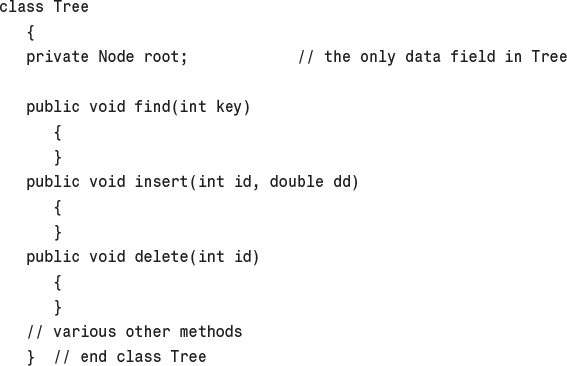 class Tree
{
private Node root; // the only data field in Tree
public void find(int key)
{
}
public void insert(int id, double dd)
{
}
public void delete(int id)
{
}
// various other methods
} // end class Tree